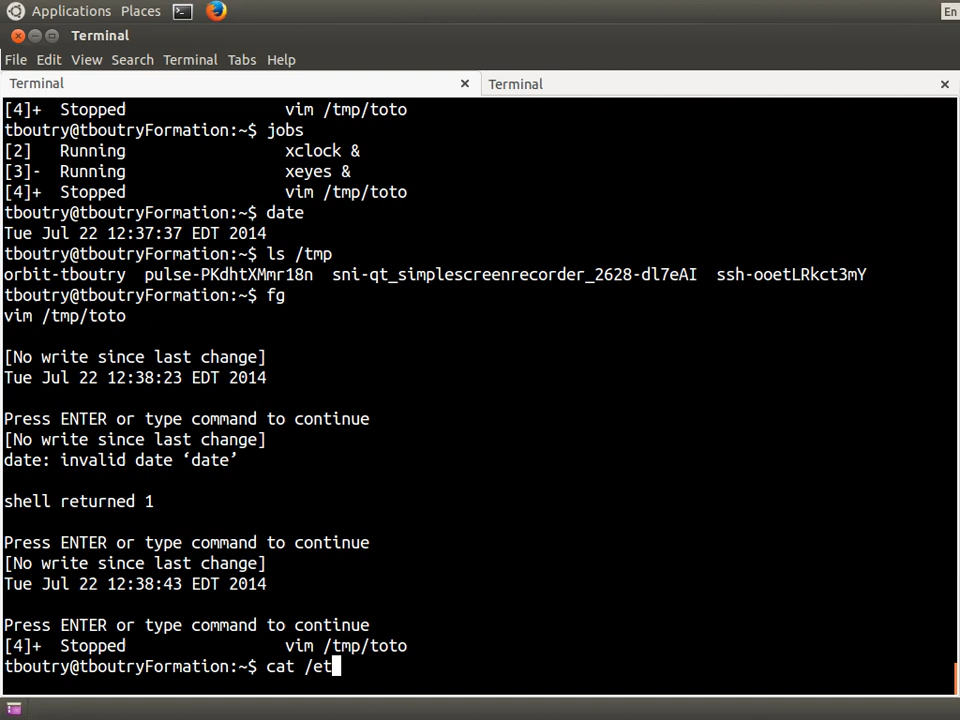 Applications Places En
Terminal
File Edit View Search Terminal Tabs Help
Terminal × Terminal ×
[4]+  Stopped                 vim /tmp/toto
tboutry@tboutryFormation:~$ jobs
[2]   Running                 xclock &
[3]-  Running                 xeyes &
[4]+  Stopped                 vim /tmp/toto
tboutry@tboutryFormation:~$ date
Tue Jul 22 12:37:37 EDT 2014
tboutry@tboutryFormation:~$ ls /tmp
orbit-tboutry  pulse-PKdhtXMmr18n  sni-qt_simplescreenrecorder_2628-dl7eAI  ssh-ooetLRkct3mY
tboutry@tboutryFormation:~$ fg
vim /tmp/toto
[No write since last change]
Tue Jul 22 12:38:23 EDT 2014
Press ENTER or type command to continue
[No write since last change]
date: invalid date ‘date’
shell returned 1
Press ENTER or type command to continue
[No write since last change]
Tue Jul 22 12:38:43 EDT 2014
Press ENTER or type command to continue
[4]+  Stopped                 vim /tmp/toto
tboutry@tboutryFormation:~$ cat /et